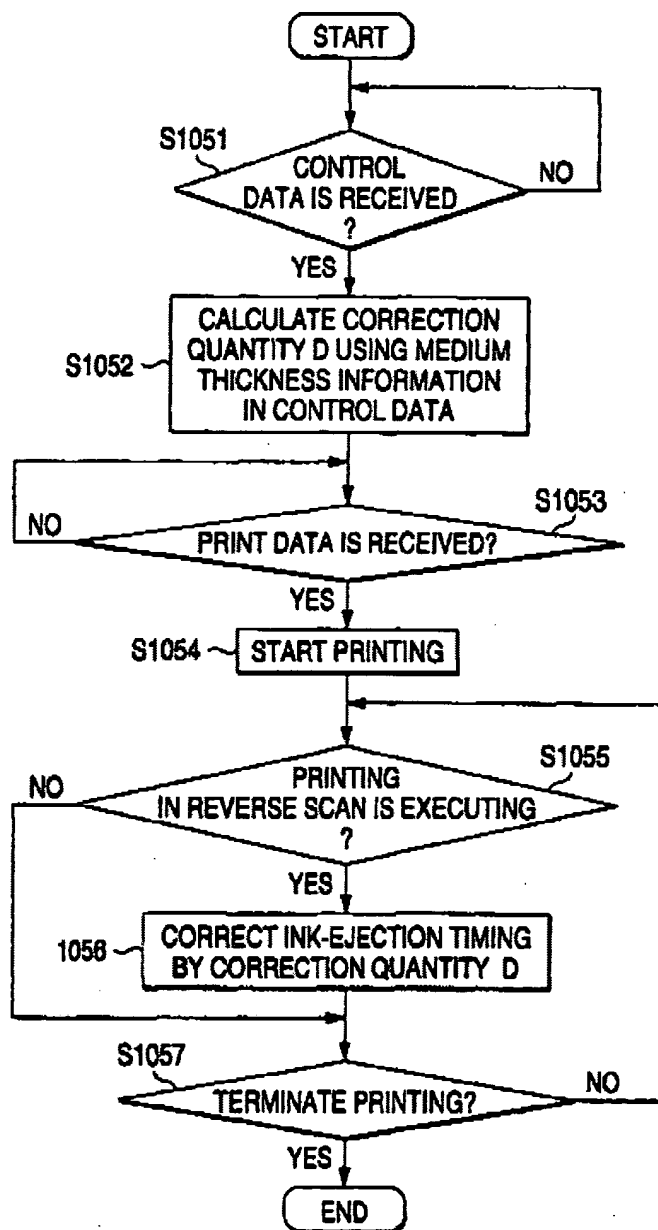 START
S1051
CONTROL
DATA IS RECEIVED
?
NO
YES
S1052
CALCULATE CORRECTION
QUANTITY D USING MEDIUM
THICKNESS INFORMATION
IN CONTROL DATA
S1053
NO
PRINT DATA IS RECEIVED?
YES
S1054
START PRINTING
S1055
NO
PRINTING
IN REVERSE SCAN IS EXECUTING
?
YES
1056
CORRECT INK-EJECTION TIMING
BY CORRECTION QUANTITY D
S1057
TERMINATE PRINTING?
NO
YES
END